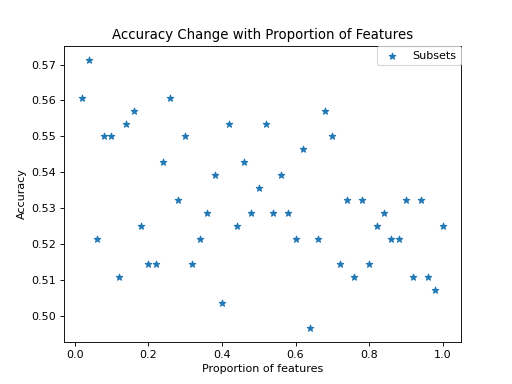 Accuracy Change with Proportion of Features
Subsets
0.57
0.56
0.55
0.54
0.53
0.52
0.51
0.50
Accuracy
0.0 0.2 0.4 0.6 0.8 1.0
Proportion of features